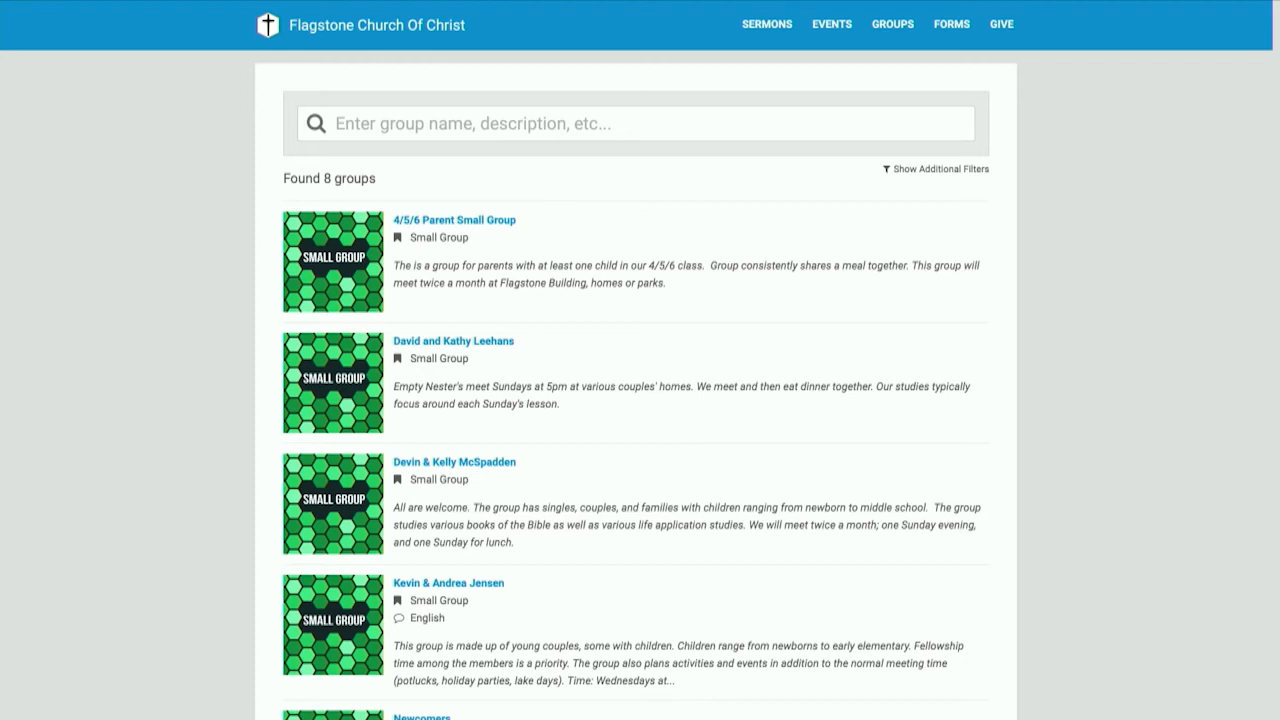 Flagstone Church Of Christ
SERMONS EVENTS GROUPS FORMS GIVE
Enter group name, description, etc...
Show Additional Filters
Found 8 groups
SMALL GROUP
4/5/6 Parent Small Group
Small Group
The is a group for parents with at least one child in our 4/5/6 class.  Group consistently shares a meal together. This group will
meet twice a month at Flagstone Building, homes or parks.
SMALL GROUP
David and Kathy Leehans
Small Group
Empty Nester's meet Sundays at 5pm at various couples' homes. We meet and then eat dinner together. Our studies typically
focus around each Sunday's lesson.
SMALL GROUP
Devin & Kelly McSpadden
Small Group
All are welcome. The group has singles, couples, and families with children ranging from newborn to middle school.  The group
studies various books of the Bible as well as various life application studies. We will meet twice a month; one Sunday evening,
and one Sunday for lunch.
SMALL GROUP
Kevin & Andrea Jensen
Small Group
English
This group is made up of young couples, some with children. Children range from newborns to early elementary. Fellowship
time among the members is a priority. The group also plans activities and events in addition to the normal meeting time
(potlucks, holiday parties, lake days). Time: Wednesdays at...
Newcomers